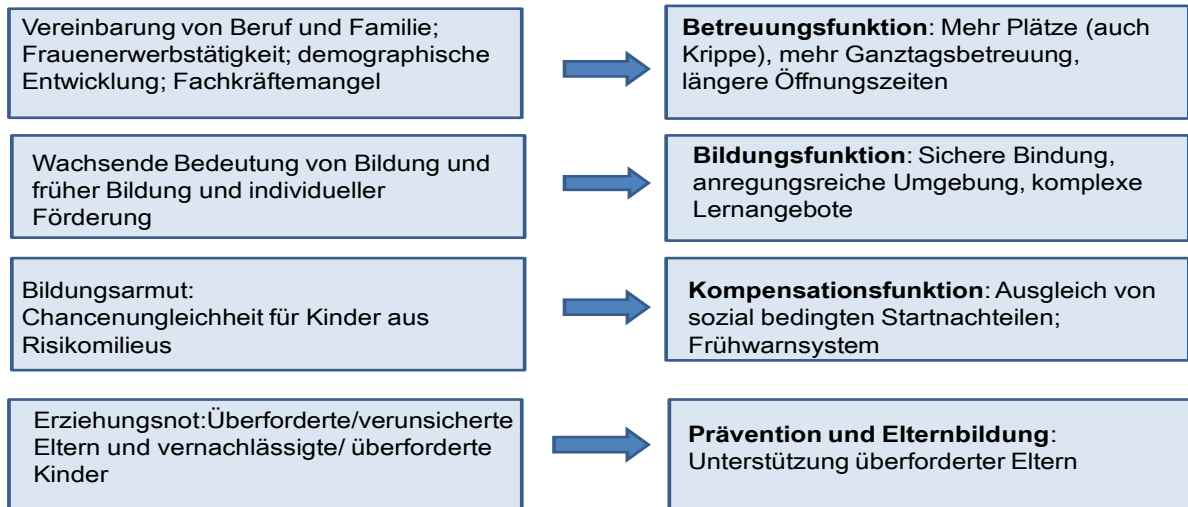 Vereinbarung von Beruf und Familie;
Frauenerwerbstätigkeit; demographische
Entwicklung; Fachkräftemangel
Betreuungsfunktion: Mehr Plätze (auch
Krippe), mehr Ganztagsbetreuung,
längere Öffnungszeiten
Wachsende Bedeutung von Bildung und
früher Bildung und individueller
Förderung
Bildungsfunktion: Sichere Bindung,
anregungsreiche Umgebung, komplexe
Lernangebote
Bildungsarmut:
Chancenungleichheit für Kinder aus
Risikomilieus
Kompensationsfunktion: Ausgleich von
sozial bedingten Startnachteilen;
Frühwarnsystem
Erziehungsnot:Überforderte/verunsicherte
Eltern und vernachlässigte/ überforderte
Kinder
Prävention und Elternbildung:
Unterstützung überforderter Eltern